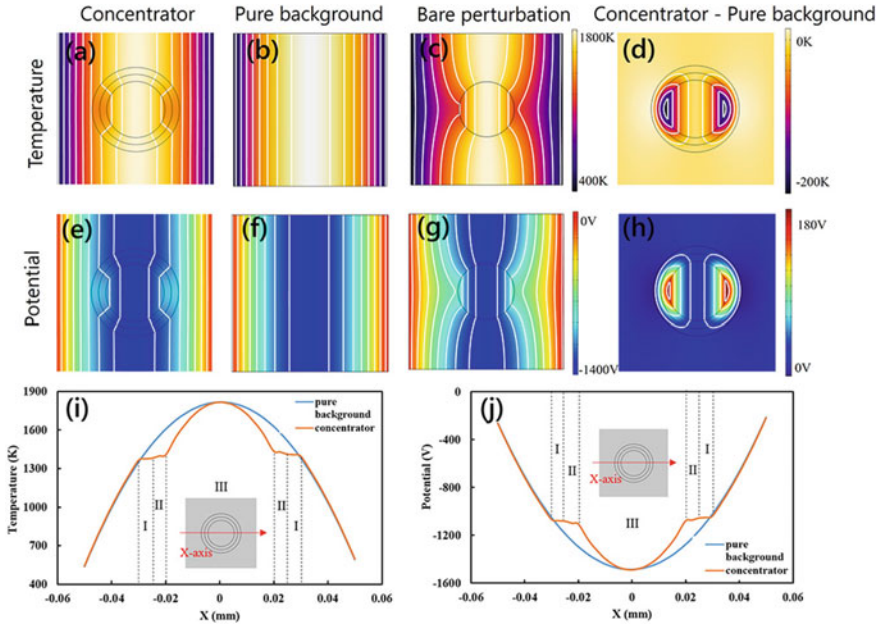 Concentrator Pure background Bare perturbation Concentrator - Pure background
Temperature
(a) (b) (c) (d)
1800K
400K
0K
-200K
Potential
(e) (f) (g) (h)
0V
-1400V
180V
0V
(i)
1900
1600
1300
1000
700
400
Temperature (K)
pure
background
concentrator
III
II II
I I
X-axis
-0.06 -0.04 -0.02 0 0.02 0.04 0.06
X (mm)
(j)
0
-400
-800
-1200
-1600
Potential (V)
I I
II II
X-axis
III
pure
background
concentrator
-0.06 -0.04 -0.02 0 0.02 0.04 0.06
X (mm)